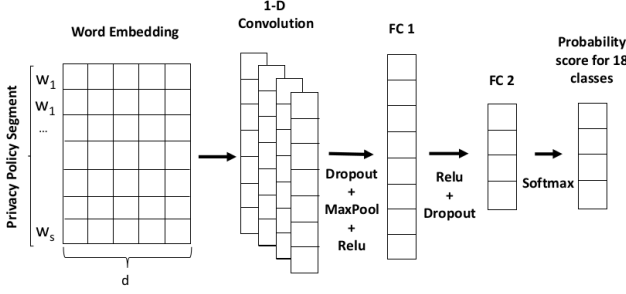 Word Embedding
1-D
Convolution
FC 1
FC 2
Probability
score for 18
classes
Privacy Policy Segment
W1
W1
...
Ws
d
Dropout
+
MaxPool
+
Relu
Relu
+
Dropout
Softmax